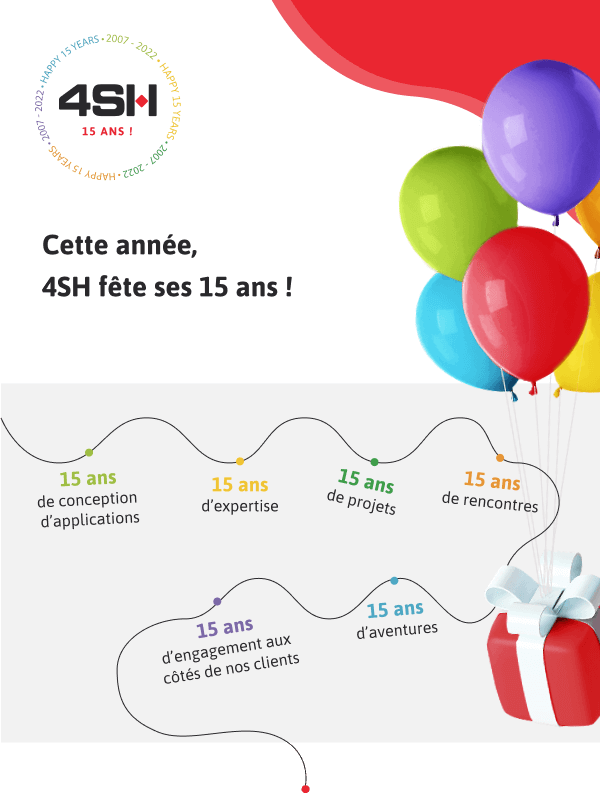 HAPPY 15 YEARS • 2007 - 2022 • HAPPY 15 YEARS • 2007 - 2022 • HAPPY 15 YEARS • 2007 - 2022 •
4SH
15 ANS !
Cette année,
4SH fête ses 15 ans !
15 ans
de conception
d’applications
15 ans
d’expertise
15 ans
de projets
15 ans
de rencontres
15 ans
d’aventures
15 ans
d’engagement aux
côtés de nos clients